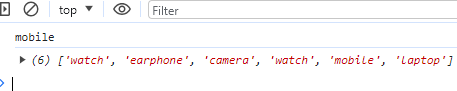 top
Filter
mobile
(6) ['watch', 'earphone', 'camera', 'watch', 'mobile', 'laptop']